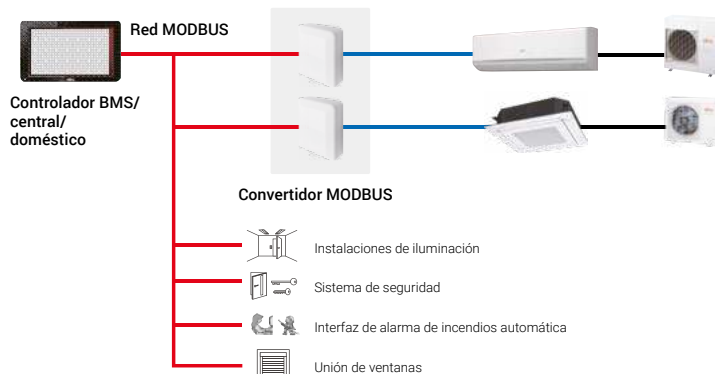 Red MODBUS
Controlador BMS/
central/
doméstico
Convertidor MODBUS
Instalaciones de iluminación
Sistema de seguridad
Interfaz de alarma de incendios automática
Unión de ventanas